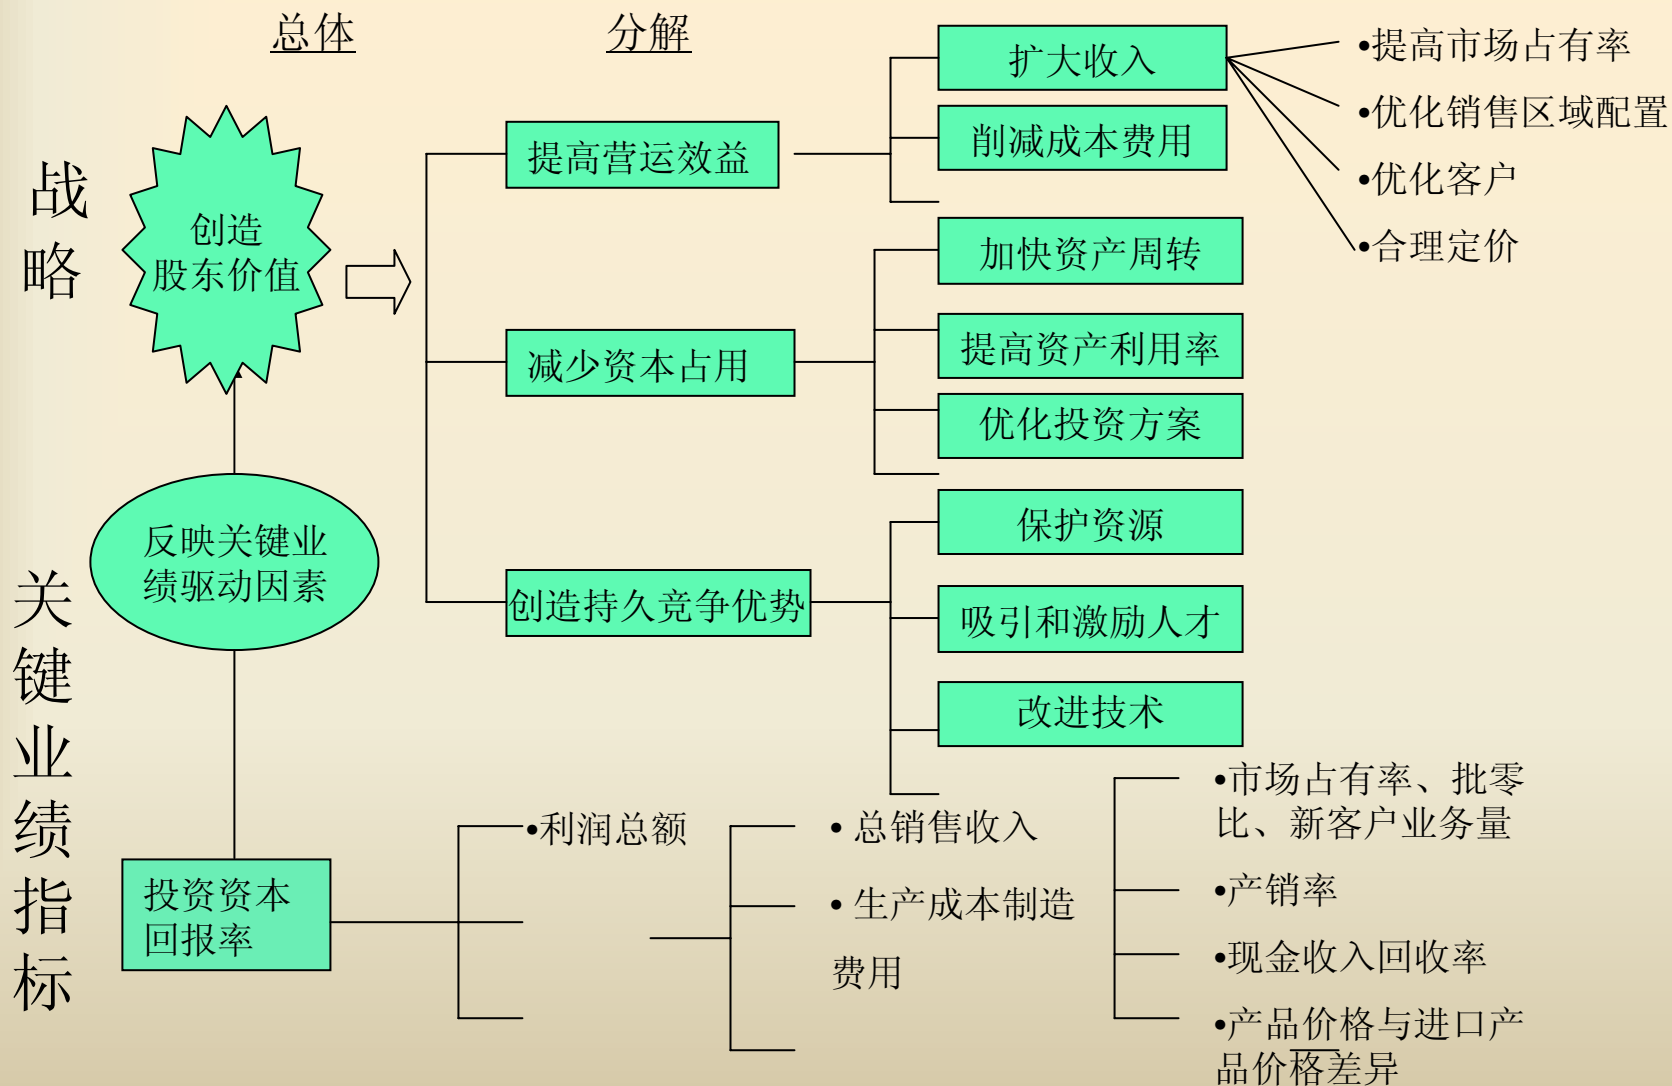 总体
分解
战
略
创造
股东价值
提高营运效益
扩大收入
削减成本费用
•提高市场占有率
•优化销售区域配置
•优化客户
•合理定价
减少资本占用
加快资产周转
提高资产利用率
优化投资方案
创造持久竞争优势
保护资源
吸引和激励人才
改进技术
关
键
业
绩
指
标
反映关键业
绩驱动因素
投资资本
回报率
•利润总额
• 总销售收入
• 生产成本制造
费用
•市场占有率、批零
比、新客户业务量
•产销率
•现金收入回收率
•产品价格与进口产
品价格差异